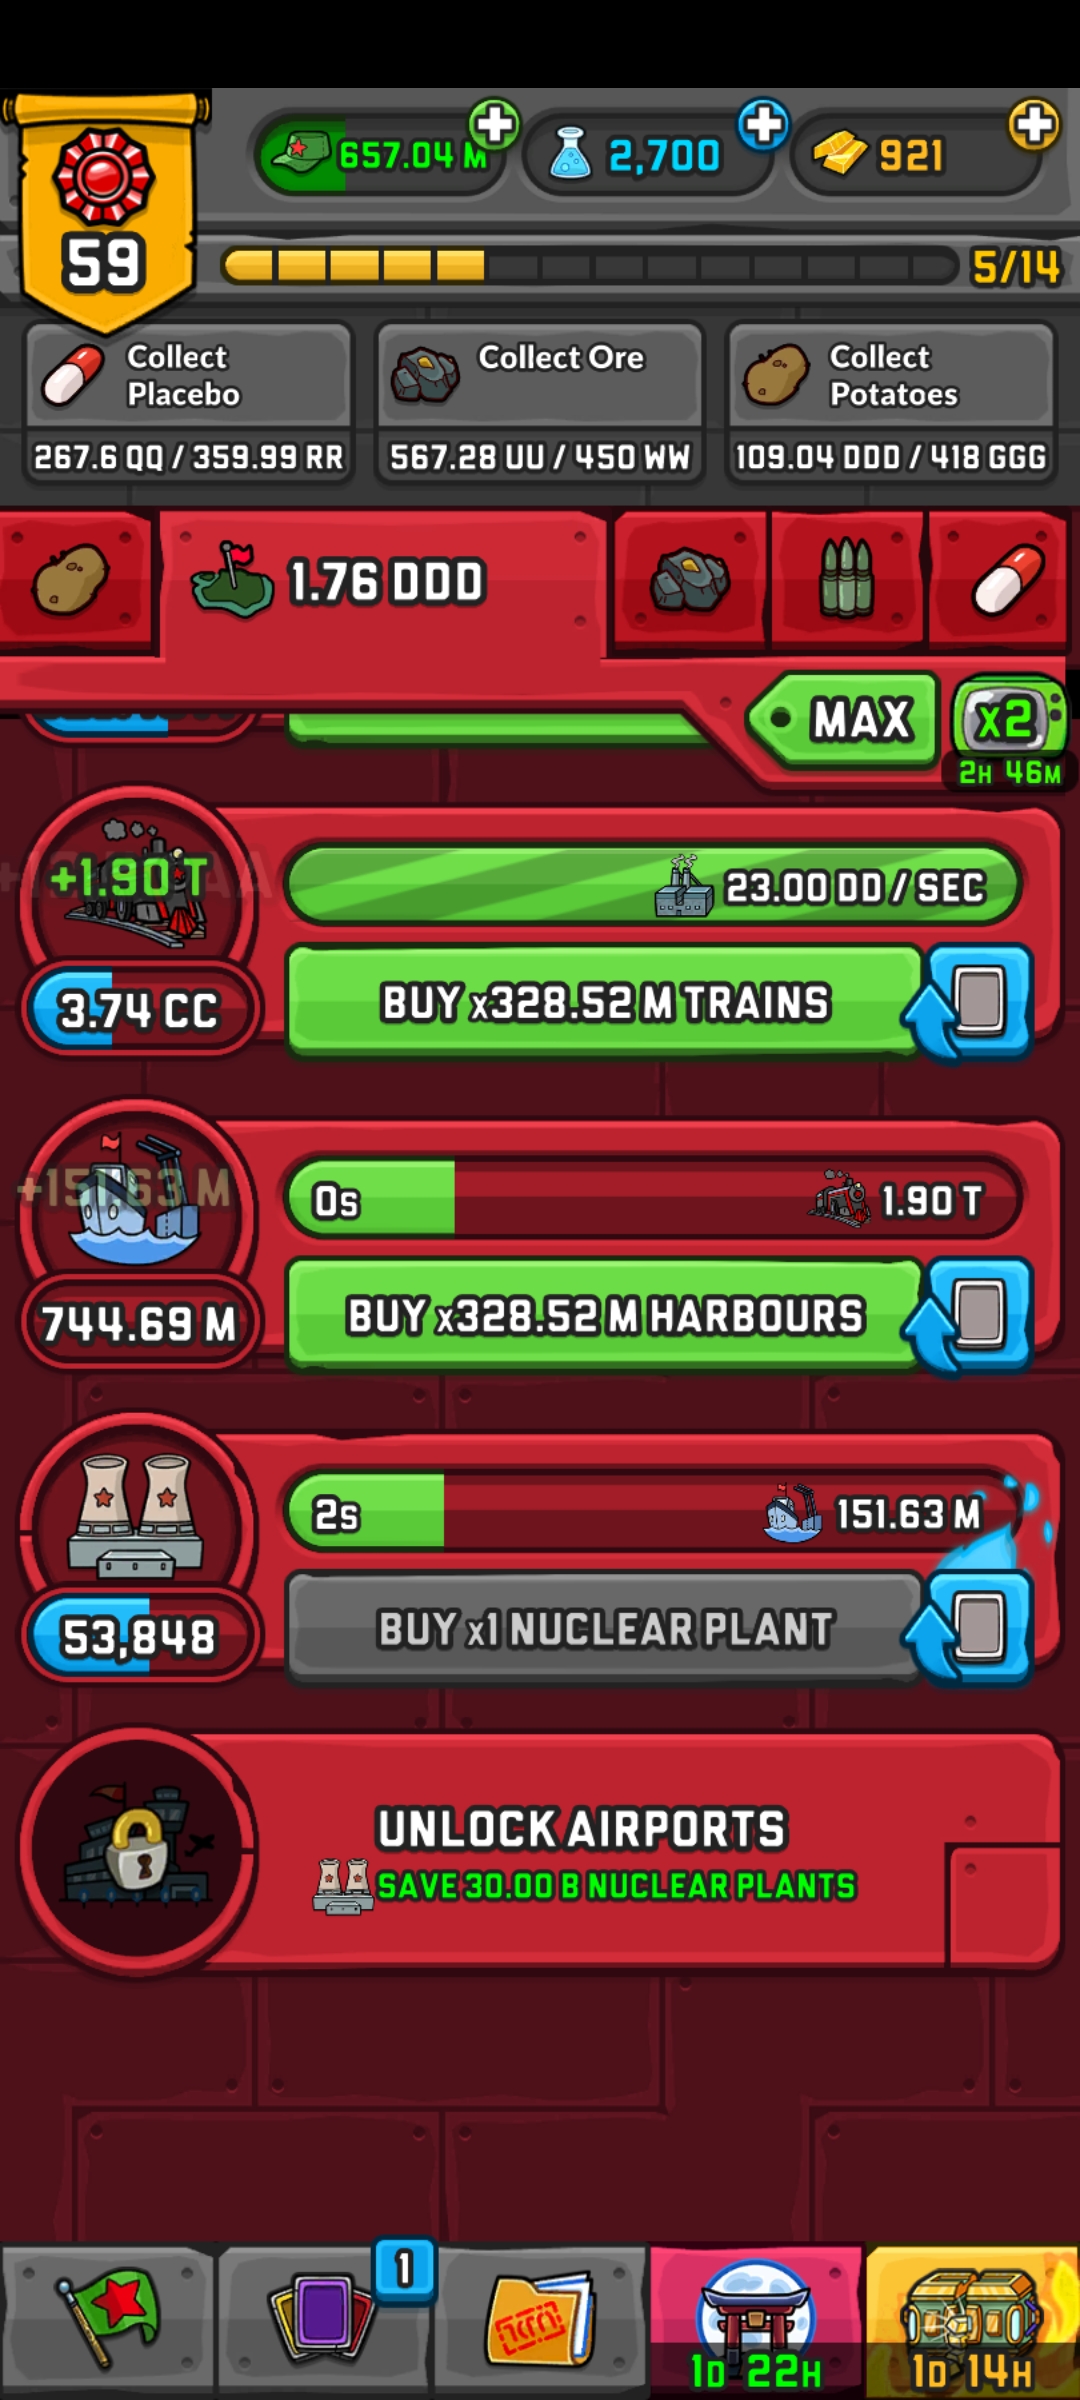 59
657.04 M
2,700
921
5/14
Collect
Placebo
267.6 QQ / 359.99 RR
Collect Ore
567.28 UU / 450 WW
Collect
Potatoes
109.04 DDD / 418 GGG
1.76 DDD
MAX
x2
2H 46M
+1.90 T
23.00 DD / SEC
3.74 CC
BUY x328.52 M TRAINS
+151.63 M
0s
1.90 T
744.69 M
BUY x328.52 M HARBOURS
2s
151.63 M
53,848
BUY x1 NUCLEAR PLANT
UNLOCK AIRPORTS
SAVE 30.00 B NUCLEAR PLANTS
1
1D 22H
1D 14H